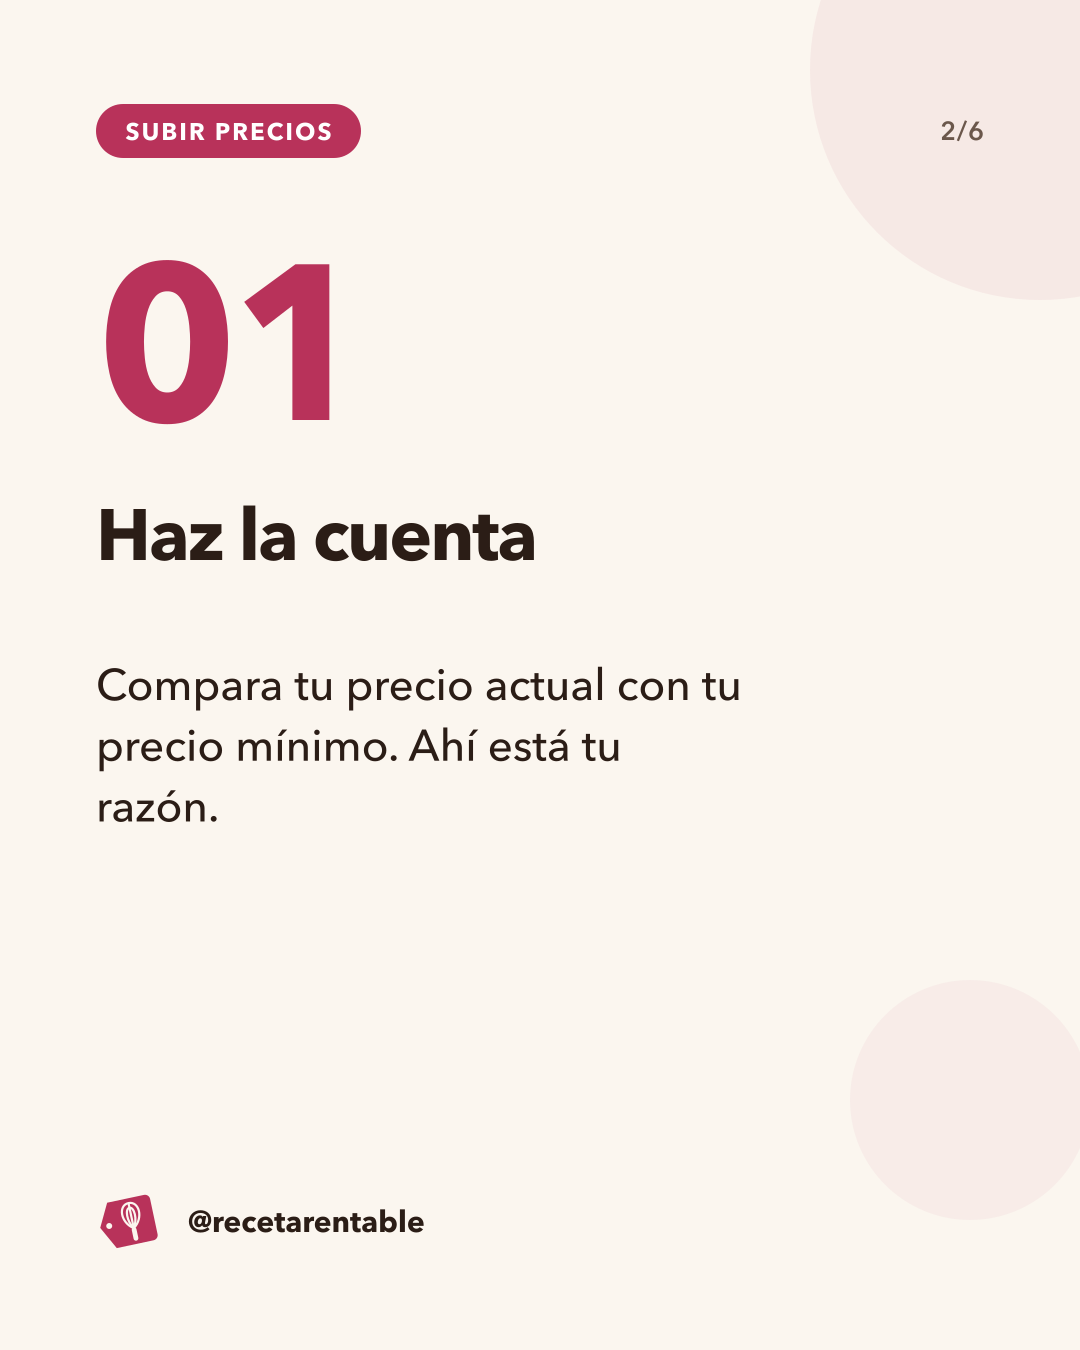 SUBIR PRECIOS
2/6
01
Haz la cuenta
Compara tu precio actual con tu
precio mínimo. Ahí está tu
razón.
@recetarentable